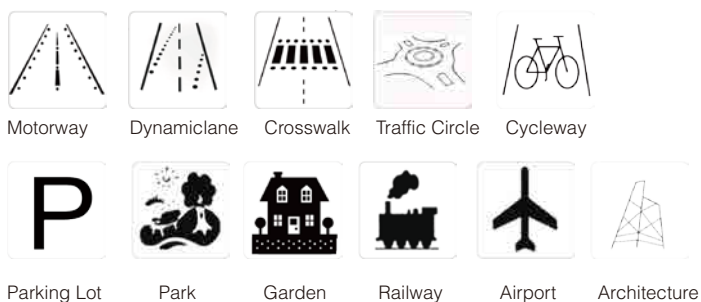 Motorway Dynamiclane Crosswalk Traffic Circle Cycleway
P
Parking Lot Park Garden Railway Airport Architecture